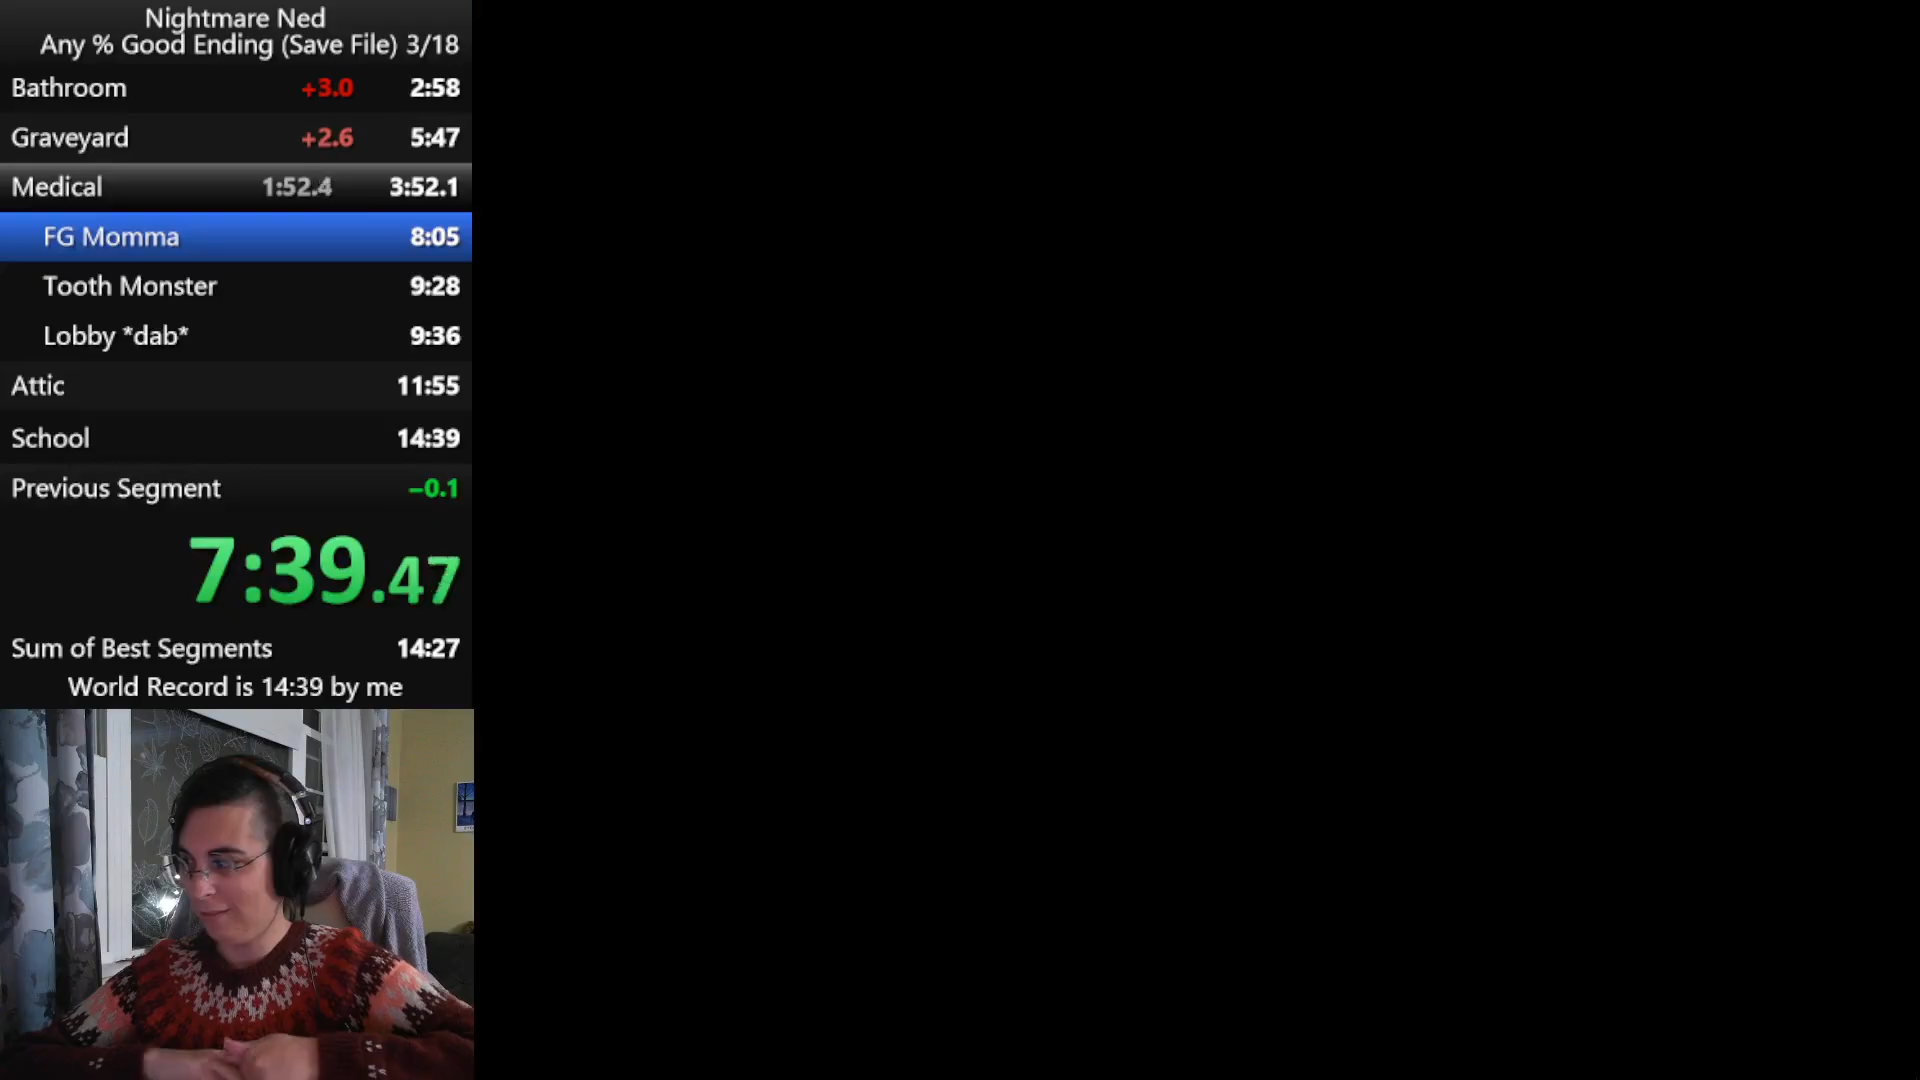 Nightmare Ned
Any % Good Ending (Save File) 3/18
Bathroom +3.0 2:58
Graveyard +2.6 5:47
Medical 1:52.4 3:52.1
FG Momma 8:05
Tooth Monster 9:28
Lobby *dab* 9:36
Attic 11:55
School 14:39
Previous Segment −0.1
7:39.47
Sum of Best Segments 14:27
World Record is 14:39 by me